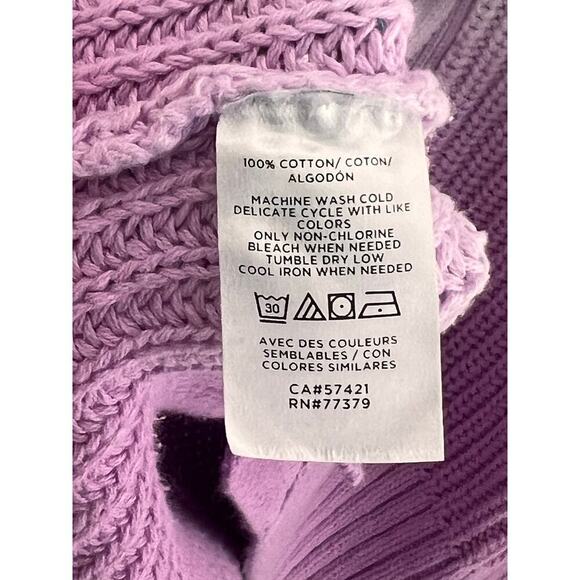 100% COTTON/ COTON/
ALGODÓN
MACHINE WASH COLD
DELICATE CYCLE WITH LIKE
COLORS
ONLY NON-CHLORINE
BLEACH WHEN NEEDED
TUMBLE DRY LOW
COOL IRON WHEN NEEDED
30
AVEC DES COULEURS
SEMBLABLES / CON
COLORES SIMILARES
CA#57421
RN#77379